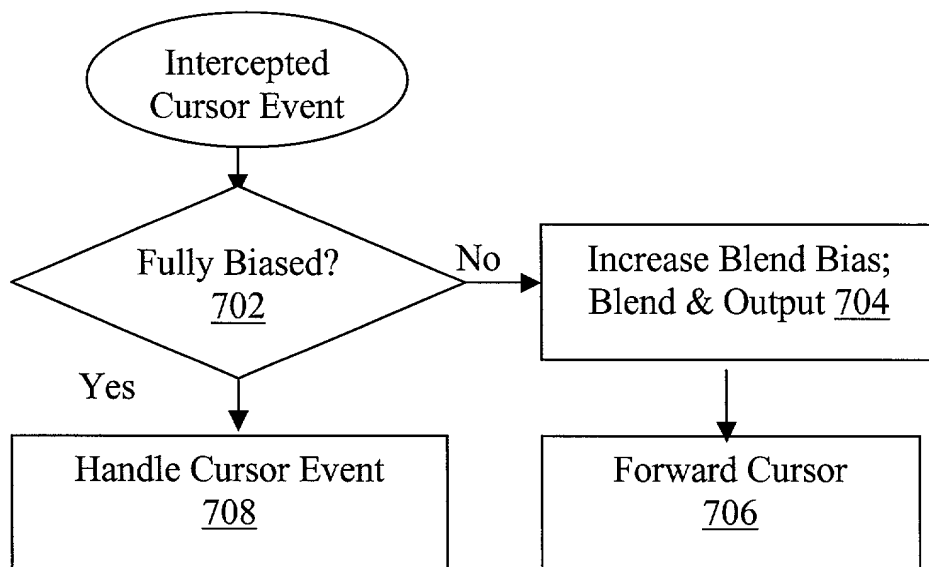 Intercepted
Cursor Event
Fully Biased?
702
No
Increase Blend Bias;
Blend & Output 704
Yes
Handle Cursor Event
708
Forward Cursor
706